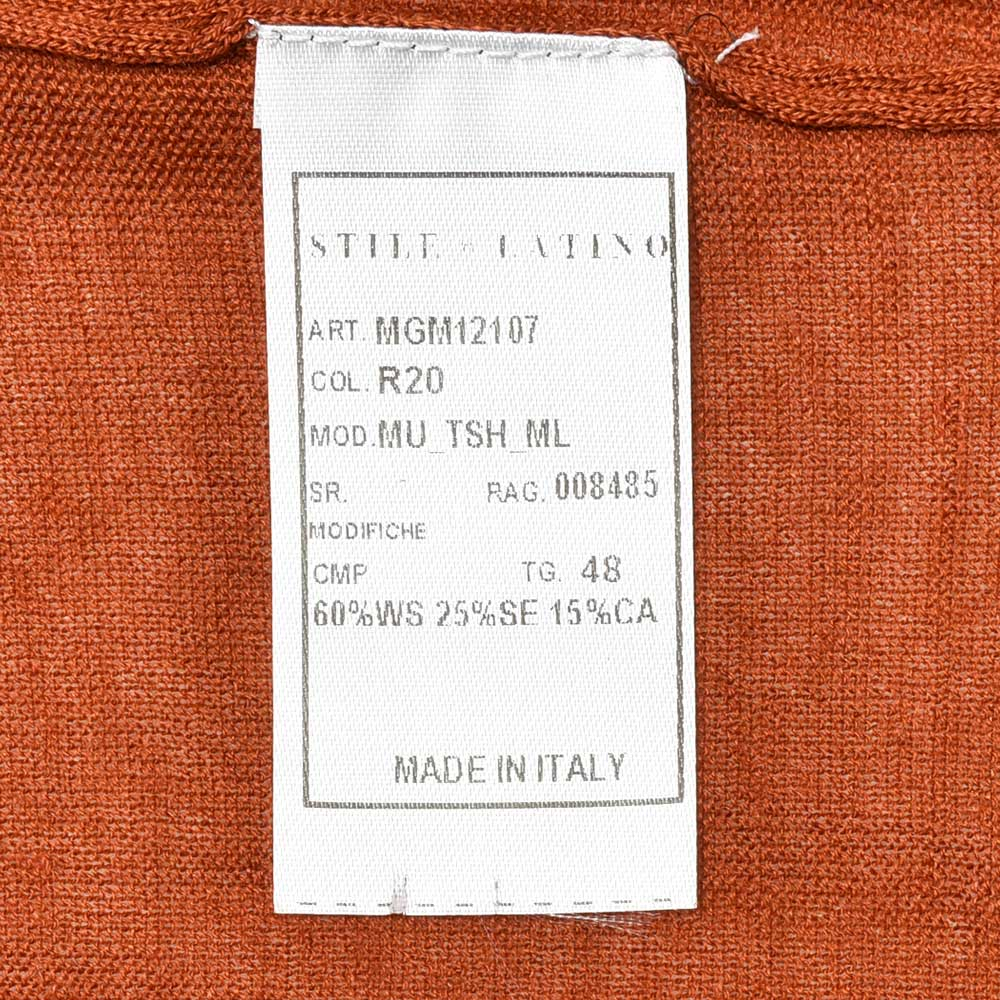 STILE LATINO
ART. MGM12107
COL. R20
MOD. MU_TSH_ML
SR. RAG. 008485
MODIFICHE
CMP TG. 48
60%WS 25%SE 15%CA
MADE IN ITALY